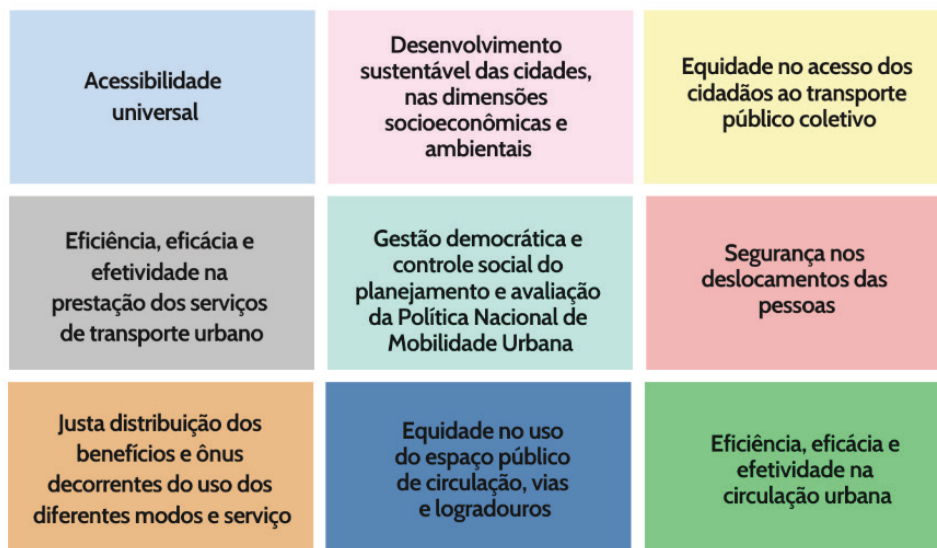 Acessibilidade
universal
Desenvolvimento
sustentável das cidades,
nas dimensões
socioeconômicas e
ambientais
Equidade no acesso dos
cidadãos ao transporte
público coletivo
Eficiência, eficácia e
efetividade na
prestação dos serviços
de transporte urbano
Gestão democrática e
controle social do
planejamento e avaliação
da Política Nacional de
Mobilidade Urbana
Segurança nos
deslocamentos das
pessoas
Justa distribuição dos
benefícios e ônus
decorrentes do uso dos
diferentes modos e serviço
Equidade no uso
do espaço público
de circulação, vias
e logradouros
Eficiência, eficácia e
efetividade na
circulação urbana